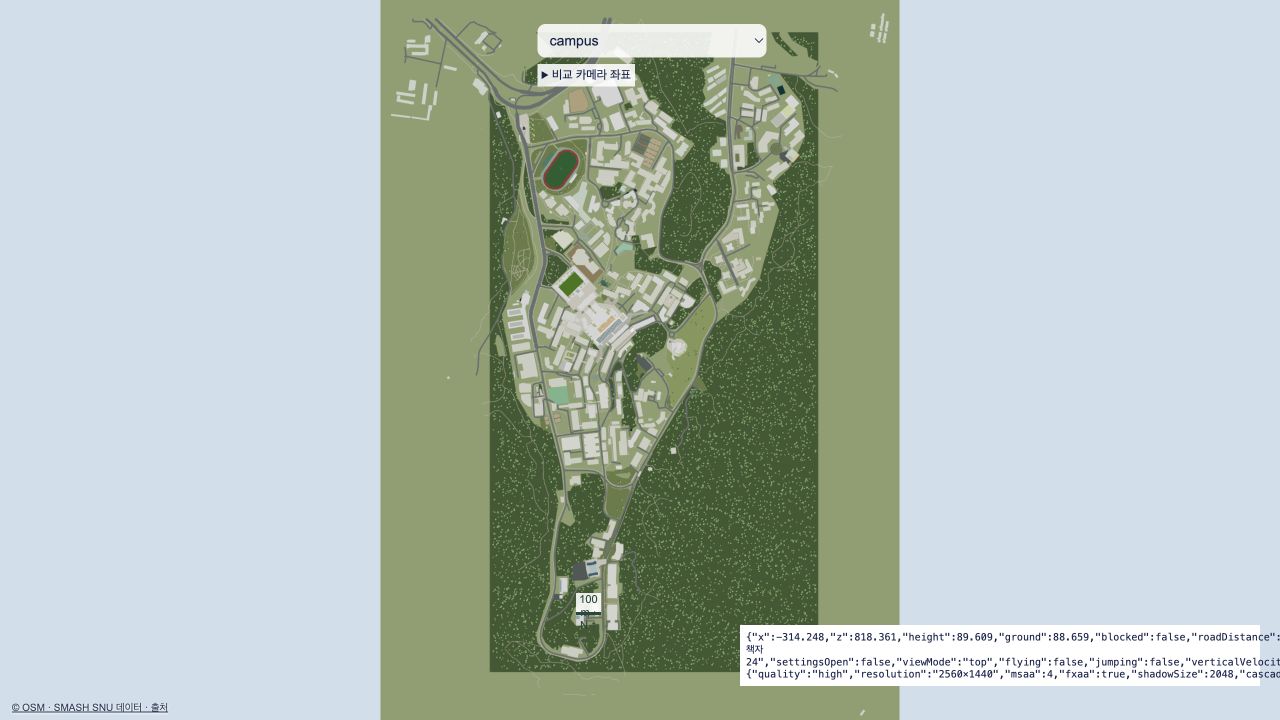 campus
▶ 비교 카메라 좌표
100
m
N
{"x":−314.248,"z":818.361,"height":89.609,"ground":88.659,"blocked":false,"roadDistance":
책자
24","settingsOpen":false,"viewMode":"top","flying":false,"jumping":false,"verticalVelocit
{"quality":"high","resolution":"2560×1440","msaa":4,"fxaa":true,"shadowSize":2048,"cascad
© OSM · SMASH SNU 데이터 · 출처